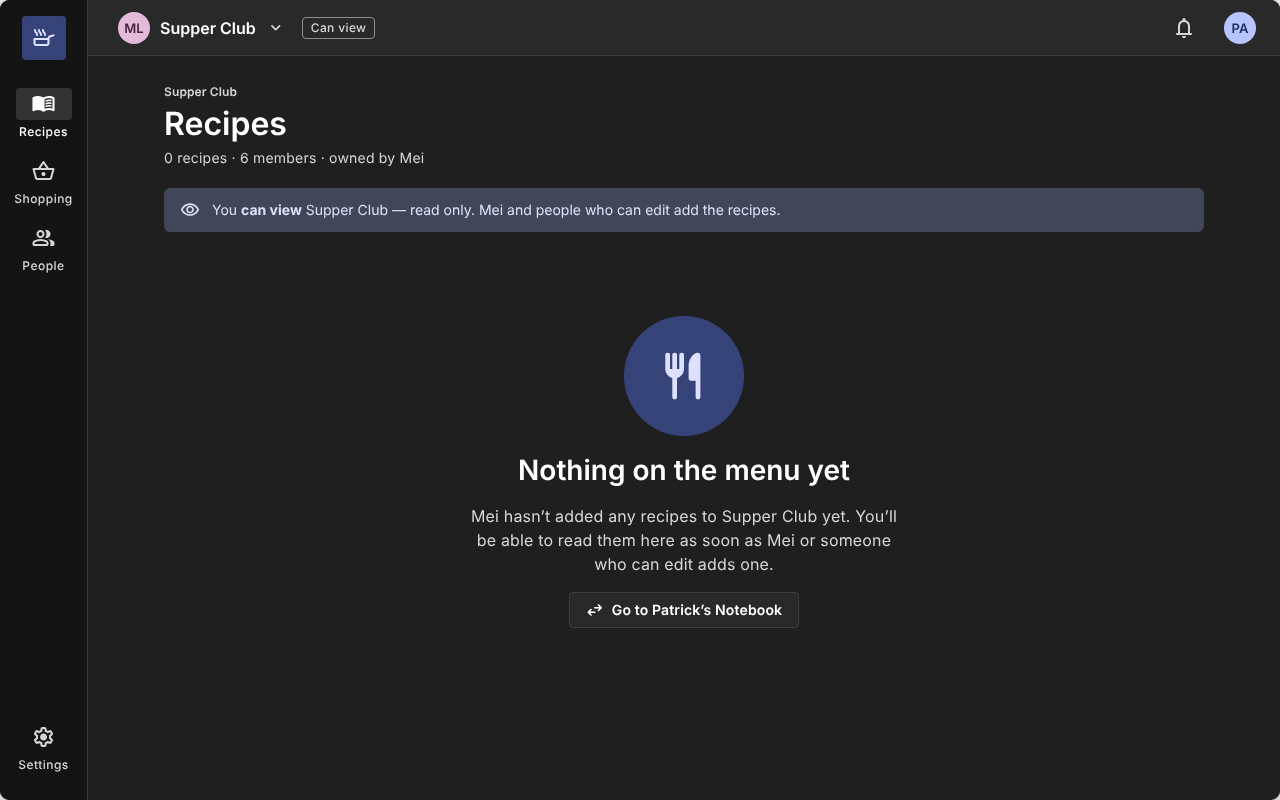 ML Supper Club Can view PA
Recipes
Shopping
People
Settings
Supper Club
Recipes
0 recipes · 6 members · owned by Mei
You can view Supper Club — read only. Mei and people who can edit add the recipes.
Nothing on the menu yet
Mei hasn’t added any recipes to Supper Club yet. You’ll
be able to read them here as soon as Mei or someone
who can edit adds one.
Go to Patrick’s Notebook